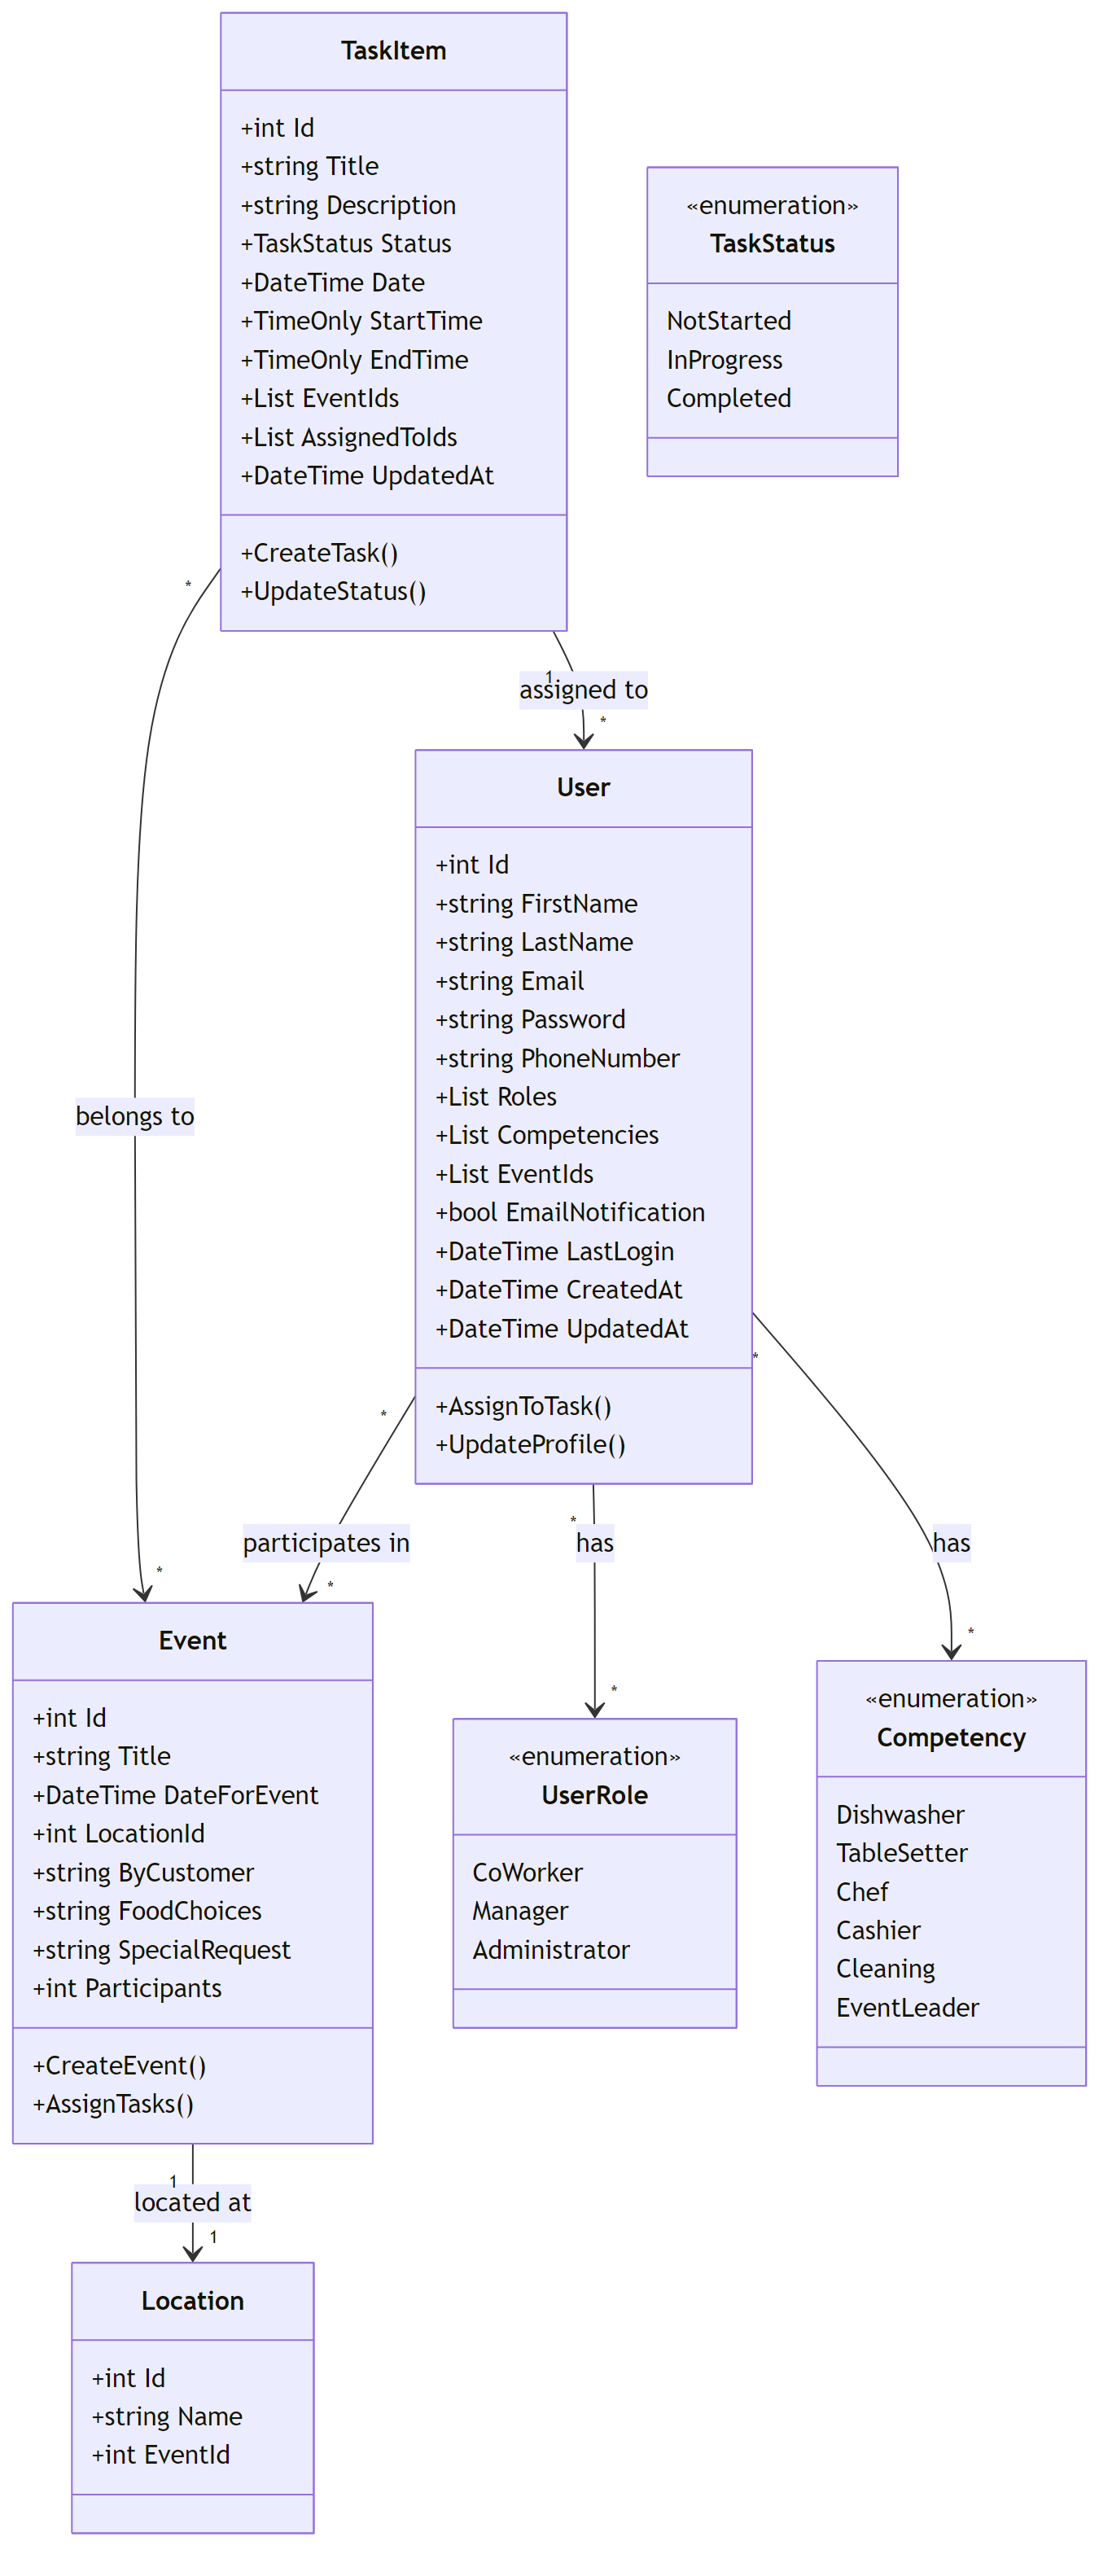 TaskItem
+int Id
+string Title
+string Description
+TaskStatus Status
+DateTime Date
+TimeOnly StartTime
+TimeOnly EndTime
+List EventIds
+List AssignedToIds
+DateTime UpdatedAt
+CreateTask()
+UpdateStatus()
«enumeration»
TaskStatus
NotStarted
InProgress
Completed
*
1
assigned to
*
User
+int Id
+string FirstName
+string LastName
+string Email
+string Password
+string PhoneNumber
+List Roles
+List Competencies
+List EventIds
+bool EmailNotification
+DateTime LastLogin
+DateTime CreatedAt
+DateTime UpdatedAt
+AssignToTask()
+UpdateProfile()
belongs to
*
*
participates in
*
*
has
*
*
has
*
Event
+int Id
+string Title
+DateTime DateForEvent
+int LocationId
+string ByCustomer
+string FoodChoices
+string SpecialRequest
+int Participants
+CreateEvent()
+AssignTasks()
«enumeration»
UserRole
CoWorker
Manager
Administrator
«enumeration»
Competency
Dishwasher
TableSetter
Chef
Cashier
Cleaning
EventLeader
1
located at
1
Location
+int Id
+string Name
+int EventId